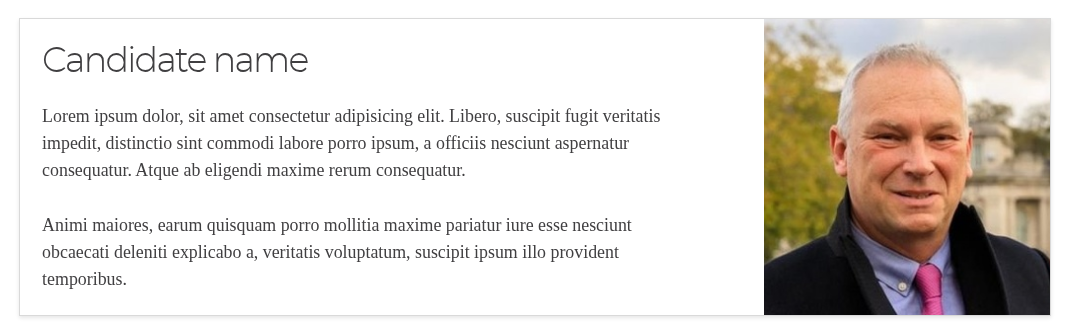 Candidate name
Lorem ipsum dolor, sit amet consectetur adipisicing elit. Libero, suscipit fugit veritatis
impedit, distinctio sint commodi labore porro ipsum, a officiis nesciunt aspernatur
consequatur. Atque ab eligendi maxime rerum consequatur.
Animi maiores, earum quisquam porro mollitia maxime pariatur iure esse nesciunt
obcaecati deleniti explicabo a, veritatis voluptatum, suscipit ipsum illo provident
temporibus.